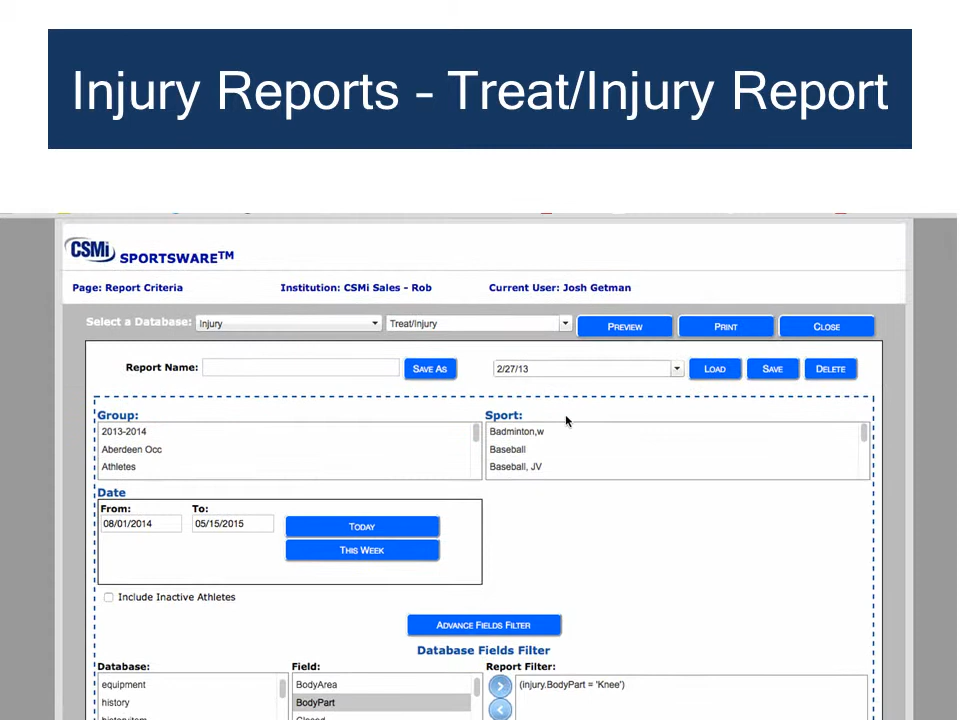 Injury Reports – Treat/Injury Report
CSMi SPORTSWARE™
Page: Report Criteria Institution: CSMi Sales - Rob Current User: Josh Getman
Select a Database: Injury Treat/Injury PREVIEW PRINT CLOSE
Report Name: SAVE AS 2/27/13 LOAD SAVE DELETE
Group: Sport:
2013-2014 Badminton,w
Aberdeen Occ Baseball
Athletes Baseball, JV
Date
From: To:
08/01/2014 05/15/2015 TODAY
THIS WEEK
Include Inactive Athletes
ADVANCE FIELDS FILTER
Database Fields Filter
Database: Field: Report Filter:
equipment BodyArea (injury.BodyPart = 'Knee')
history BodyPart